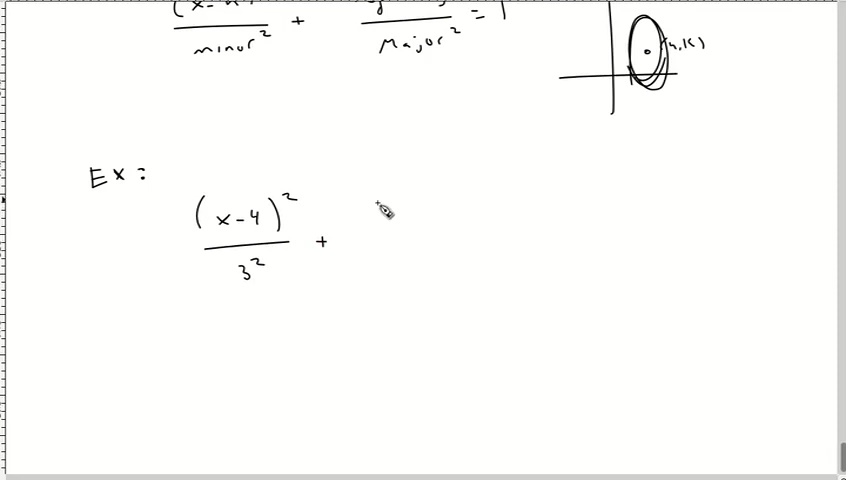 minor² + Major² = 1
(h,k)
Ex:
(x-4)²
+
3²